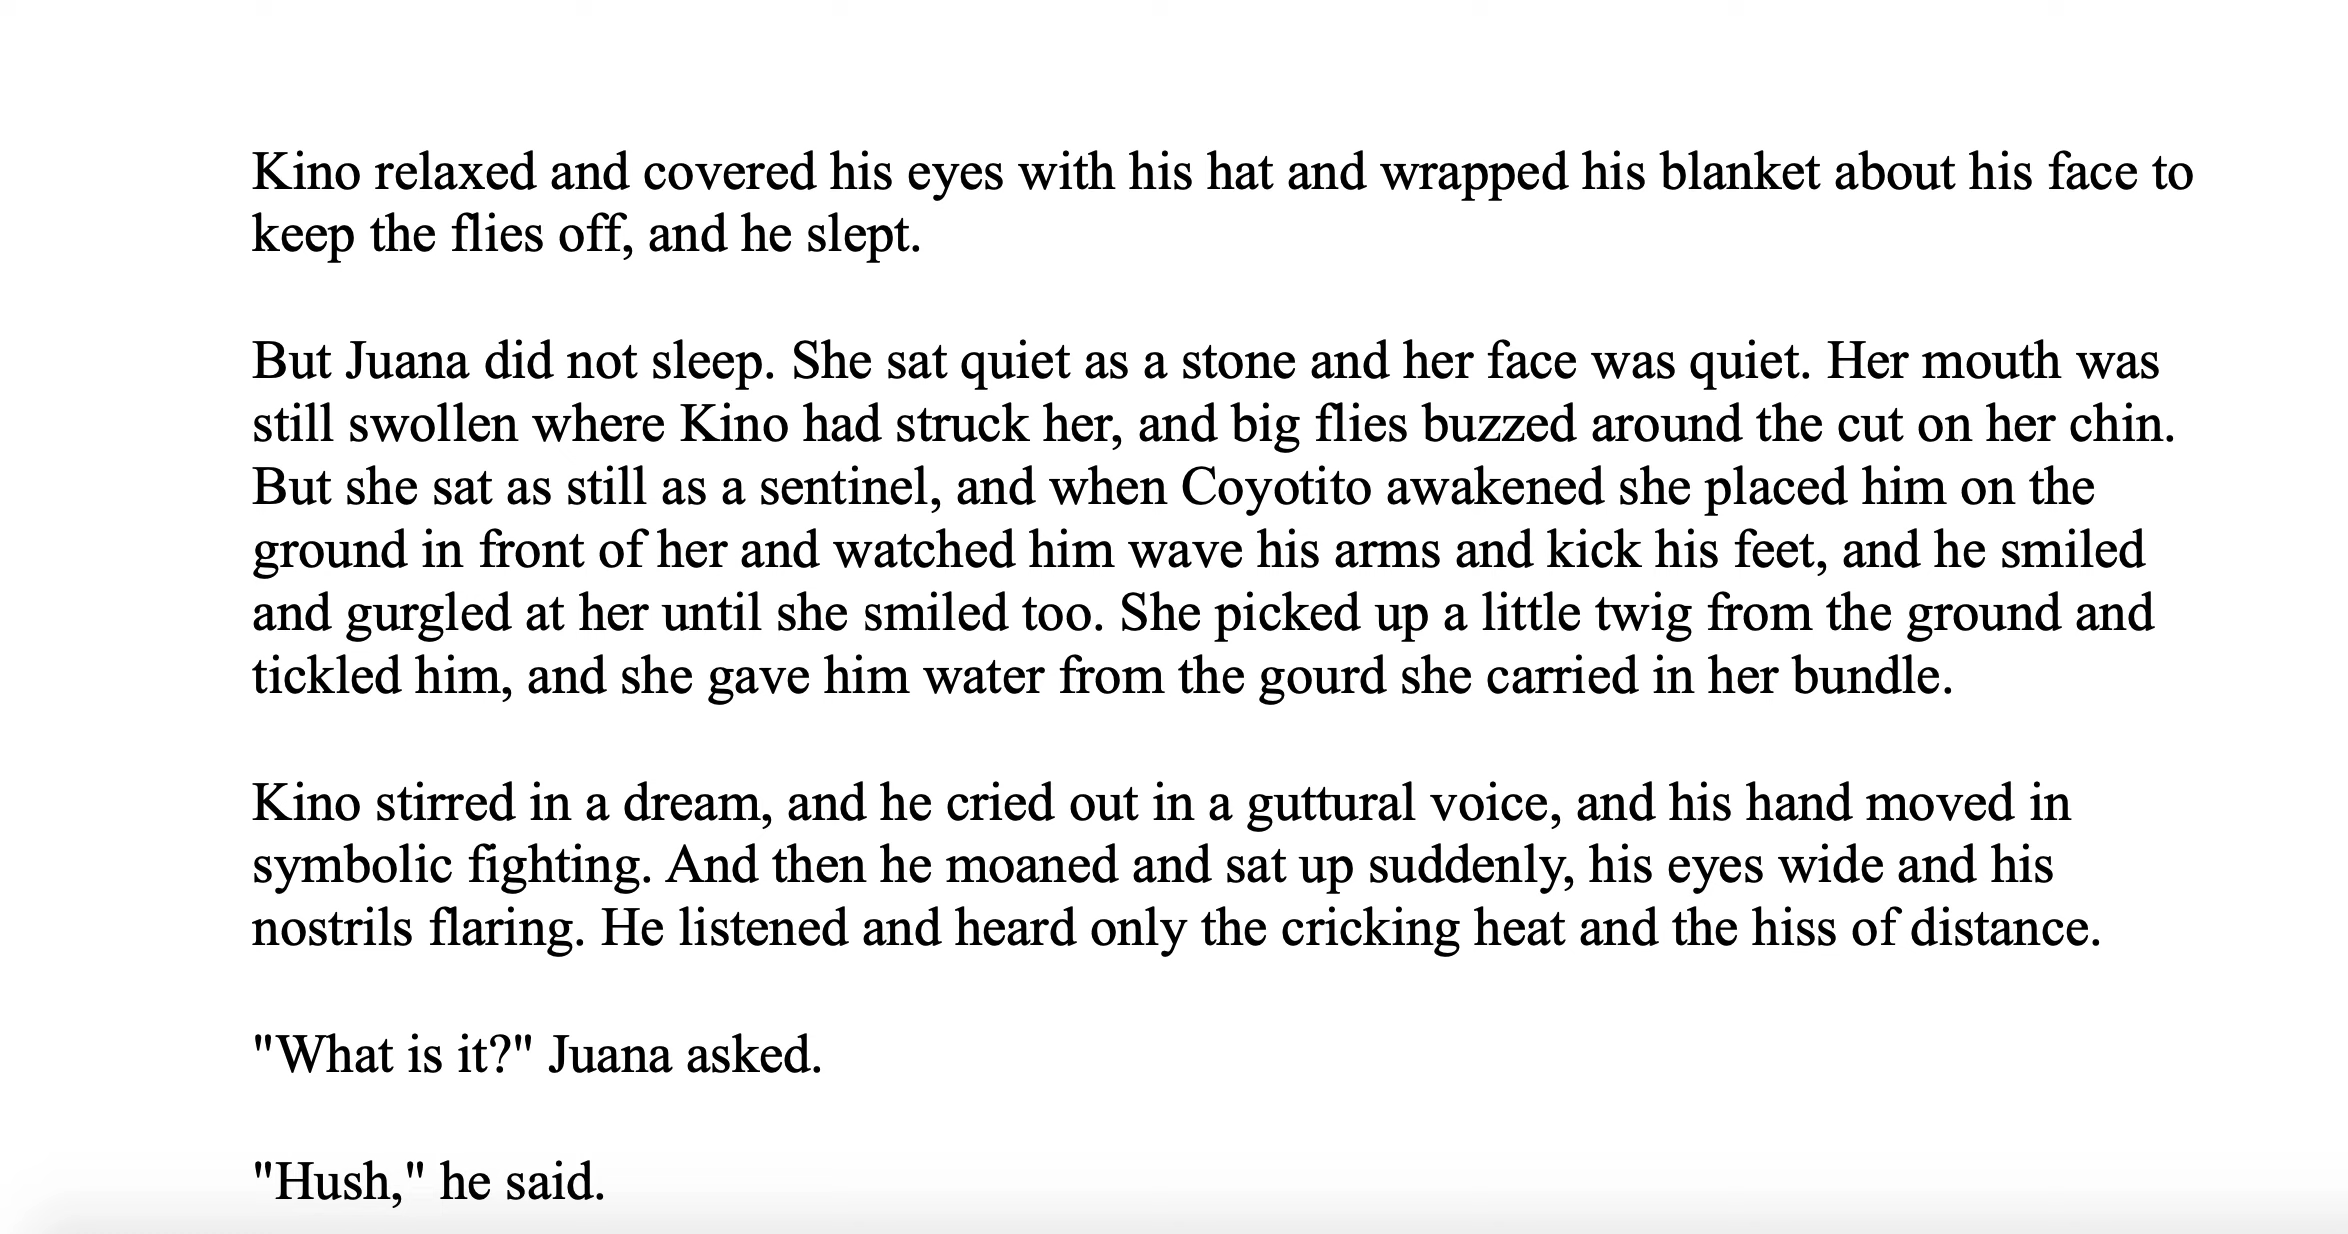 Kino relaxed and covered his eyes with his hat and wrapped his blanket about his face to
keep the flies off, and he slept.
But Juana did not sleep. She sat quiet as a stone and her face was quiet. Her mouth was
still swollen where Kino had struck her, and big flies buzzed around the cut on her chin.
But she sat as still as a sentinel, and when Coyotito awakened she placed him on the
ground in front of her and watched him wave his arms and kick his feet, and he smiled
and gurgled at her until she smiled too. She picked up a little twig from the ground and
tickled him, and she gave him water from the gourd she carried in her bundle.
Kino stirred in a dream, and he cried out in a guttural voice, and his hand moved in
symbolic fighting. And then he moaned and sat up suddenly, his eyes wide and his
nostrils flaring. He listened and heard only the cricking heat and the hiss of distance.
"What is it?" Juana asked.
"Hush," he said.